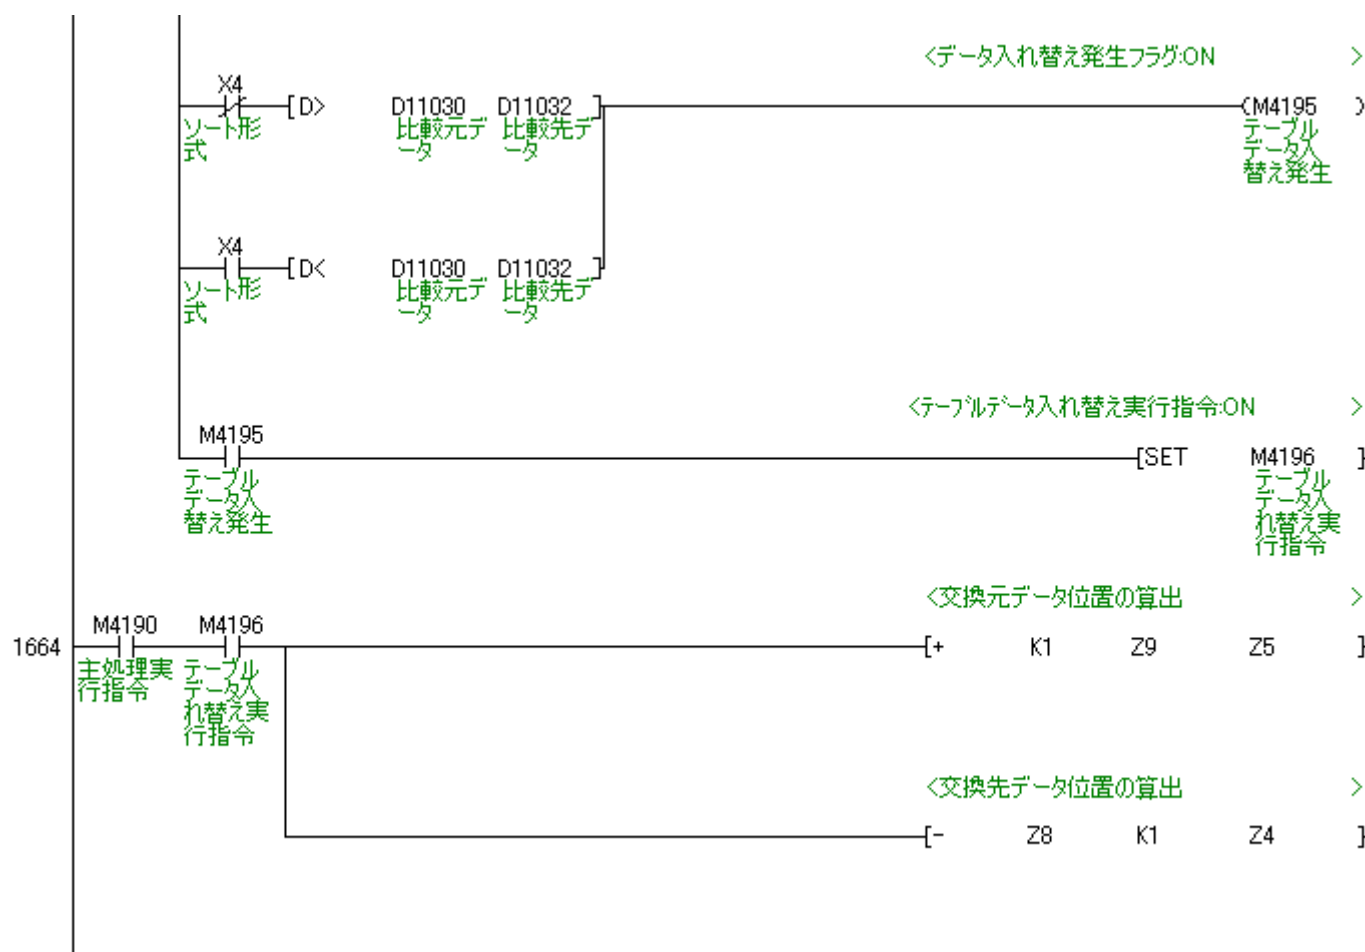 <データ入れ替え発生フラグ:ON >
X4
[D> D11030 D11032 ] (M4195 )
ソート形
式
比較元デ
ータ
比較先デ
ータ
テーブル
データ入
替え発生
X4
[D< D11030 D11032 ]
ソート形
式
比較元デ
ータ
比較先デ
ータ
<テーブルデータ入れ替え実行指令:ON >
M4195
[SET M4196 ]
テーブル
データ入
替え発生
テーブル
データ入
れ替え実
行指令
<交換元データ位置の算出 >
M4190 M4196
1664 [+ K1 Z9 Z5 ]
主処理実
行指令
テーブル
データ入
れ替え実
行指令
<交換先データ位置の算出 >
[- Z8 K1 Z4 ]